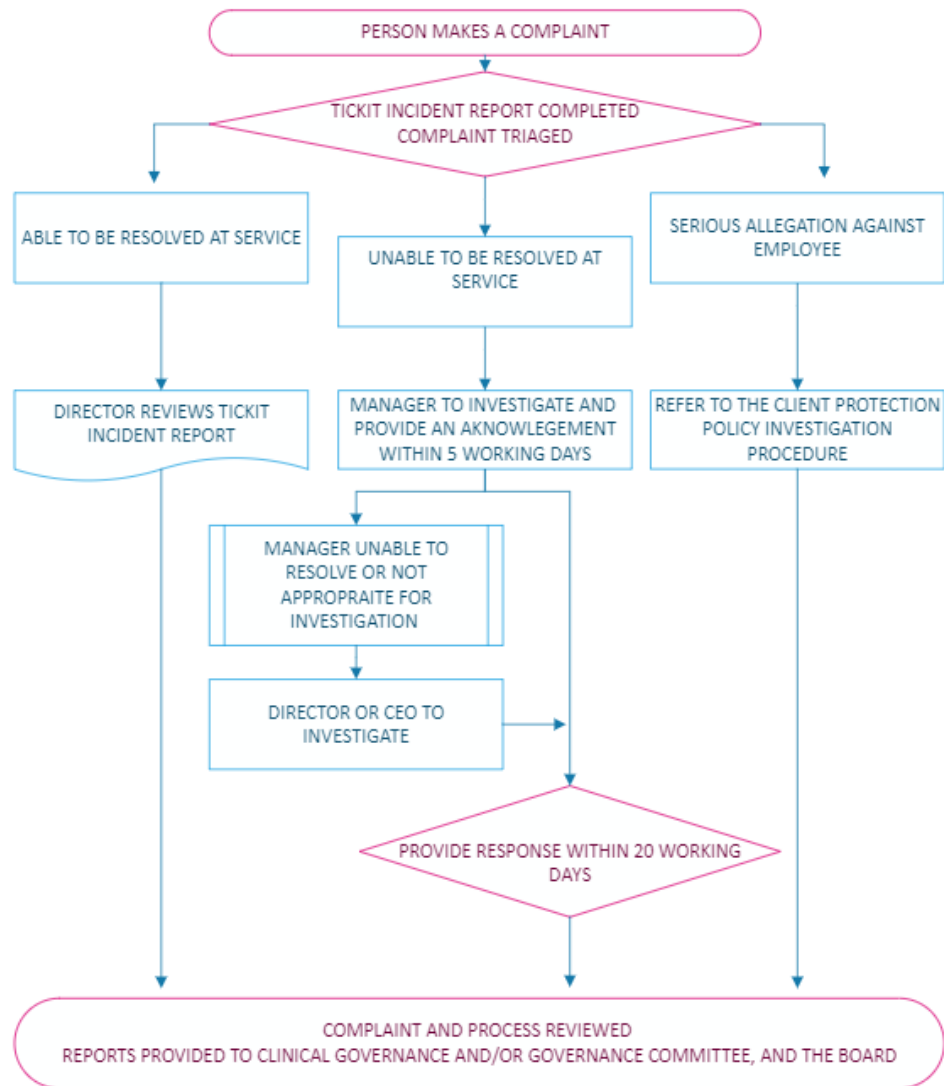 PERSON MAKES A COMPLAINT
TICKIT INCIDENT REPORT COMPLETED
COMPLAINT TRIAGED
ABLE TO BE RESOLVED AT SERVICE
UNABLE TO BE RESOLVED AT
SERVICE
SERIOUS ALLEGATION AGAINST
EMPLOYEE
DIRECTOR REVIEWS TICKIT
INCIDENT REPORT
MANAGER TO INVESTIGATE AND
PROVIDE AN AKNOWLEGEMENT
WITHIN 5 WORKING DAYS
REFER TO THE CLIENT PROTECTION
POLICY INVESTIGATION
PROCEDURE
MANAGER UNABLE TO
RESOLVE OR NOT
APPROPRAITE FOR
INVESTIGATION
DIRECTOR OR CEO TO
INVESTIGATE
PROVIDE RESPONSE WITHIN 20 WORKING
DAYS
COMPLAINT AND PROCESS REVIEWED
REPORTS PROVIDED TO CLINICAL GOVERNANCE AND/OR GOVERNANCE COMMITTEE, AND THE BOARD